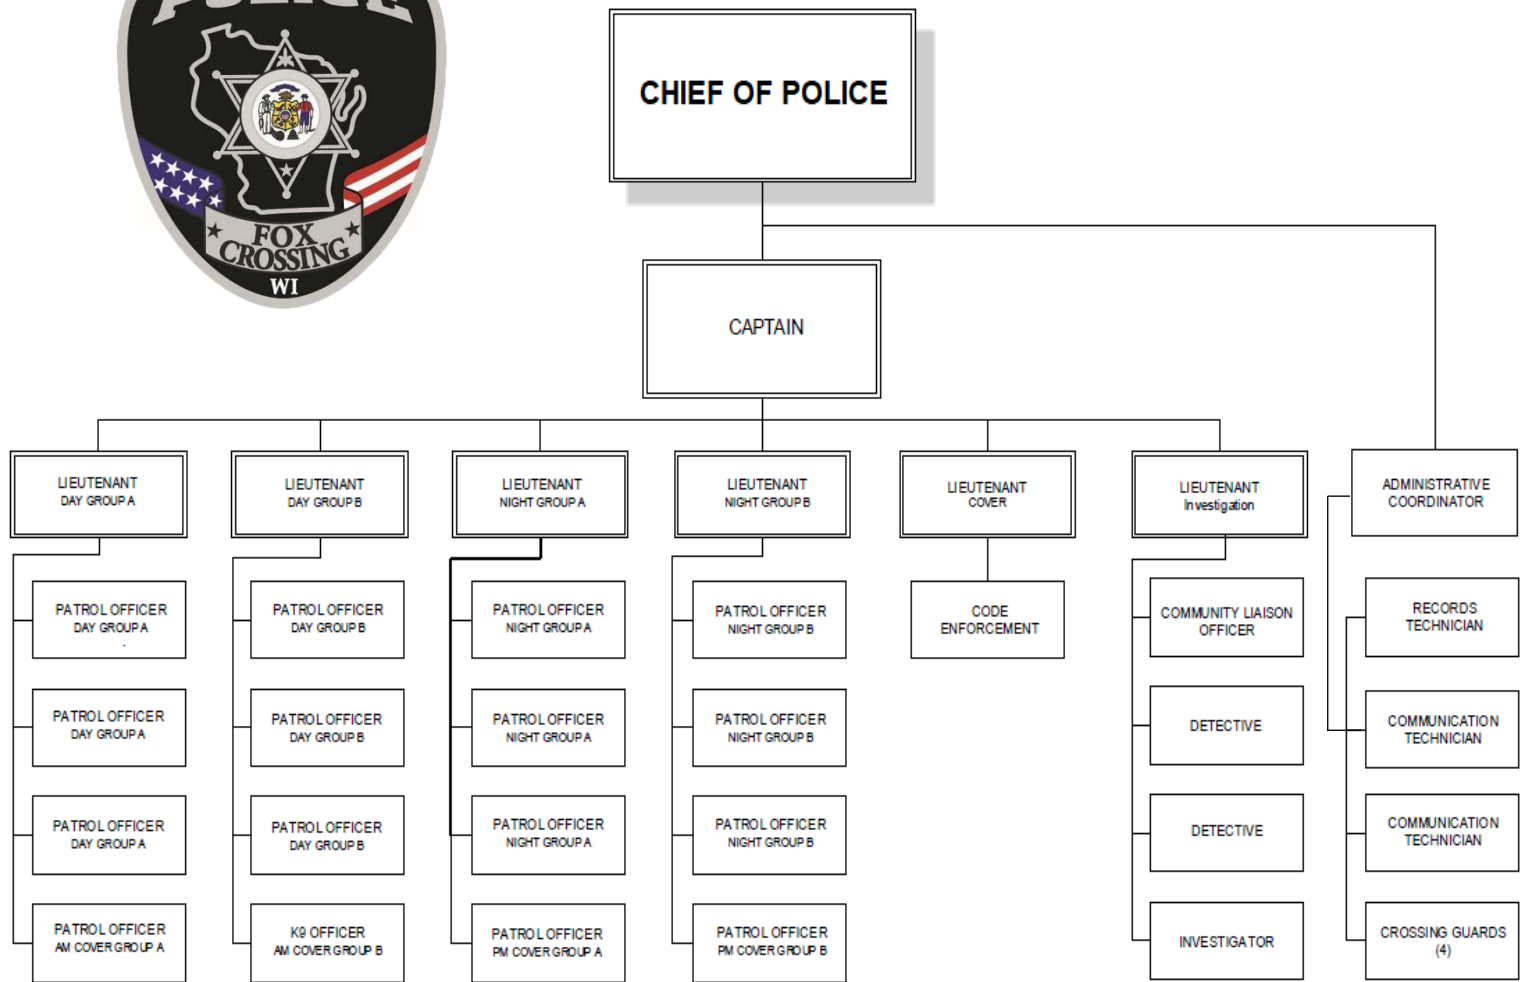 POLICE
FOX
CROSSING
WI
CHIEF OF POLICE
CAPTAIN
LIEUTENANT
DAY GROUP A
LIEUTENANT
DAY GROUP B
LIEUTENANT
NIGHT GROUP A
LIEUTENANT
NIGHT GROUP B
LIEUTENANT
COVER
LIEUTENANT
Investigation
ADMINISTRATIVE
COORDINATOR
PATROL OFFICER
DAY GROUP A
.
PATROL OFFICER
DAY GROUP B
PATROL OFFICER
NIGHT GROUP A
PATROL OFFICER
NIGHT GROUP B
CODE
ENFORCEMENT
COMMUNITY LIAISON
OFFICER
RECORDS
TECHNICIAN
PATROL OFFICER
DAY GROUP A
PATROL OFFICER
DAY GROUP B
PATROL OFFICER
NIGHT GROUP A
PATROL OFFICER
NIGHT GROUP B
DETECTIVE
COMMUNICATION
TECHNICIAN
PATROL OFFICER
DAY GROUP A
PATROL OFFICER
DAY GROUP B
PATROL OFFICER
NIGHT GROUP A
PATROL OFFICER
NIGHT GROUP B
DETECTIVE
COMMUNICATION
TECHNICIAN
PATROL OFFICER
AM COVER GROUP A
K9 OFFICER
AM COVER GROUP B
PATROL OFFICER
PM COVER GROUP A
PATROL OFFICER
PM COVER GROUP B
INVESTIGATOR
CROSSING GUARDS
(4)